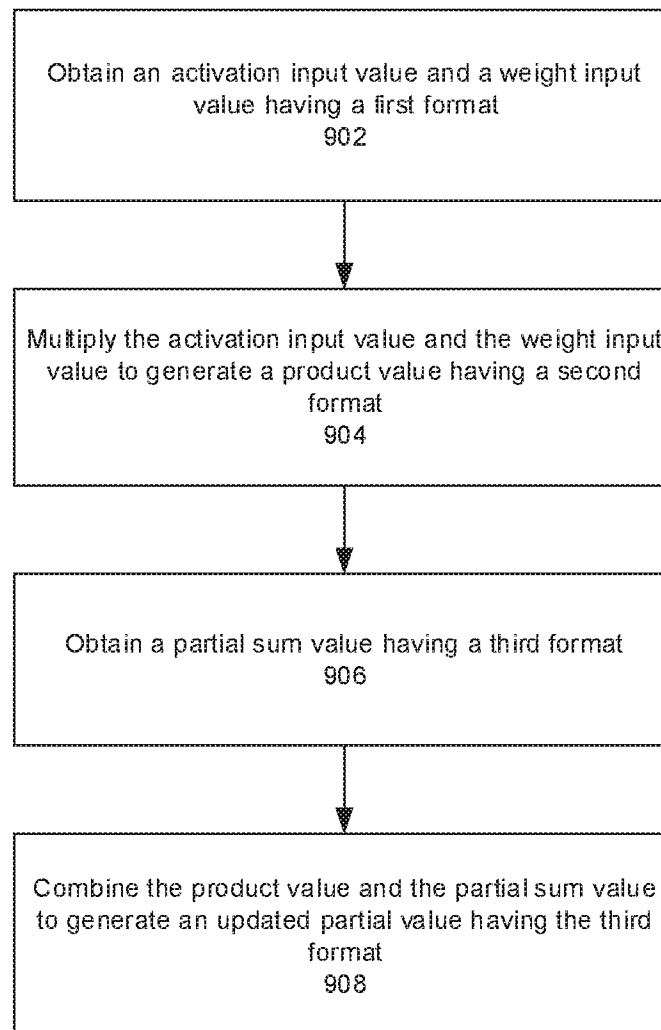 Obtain an activation input value and a weight input
value having a first format
902
Multiply the activation input value and the weight input
value to generate a product value having a second
format
904
Obtain a partial sum value having a third format
906
Combine the product value and the partial sum value
to generate an updated partial value having the third
format
908